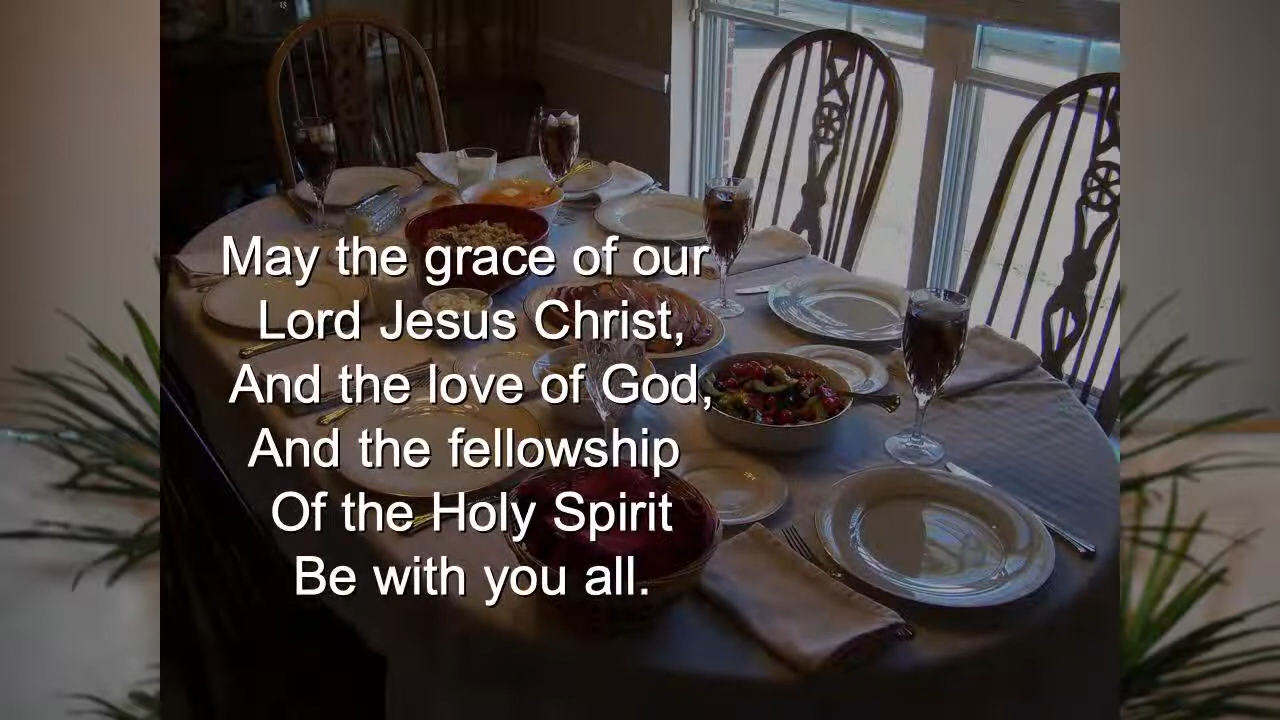 May the grace of our
Lord Jesus Christ,
And the love of God,
And the fellowship
Of the Holy Spirit
Be with you all.